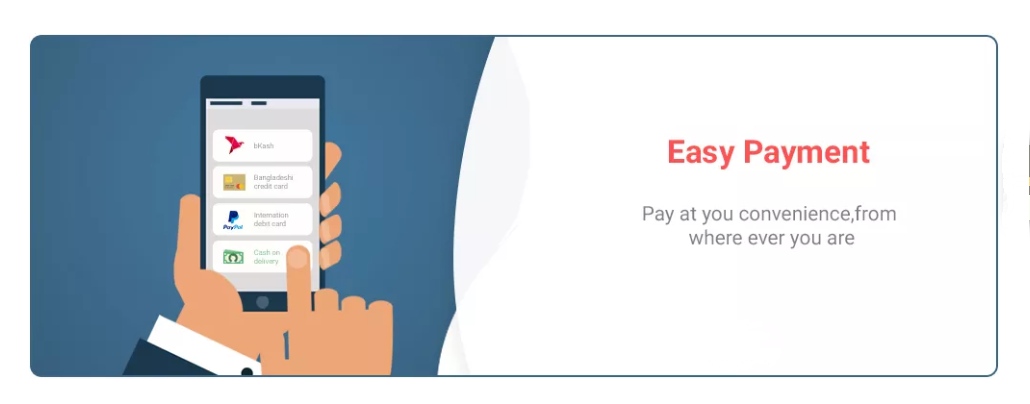 bKash
Bangladeshi
credit card
Internation
debit card
PayPal
Cash on
delivery
Easy Payment
Pay at you convenience,from
where ever you are